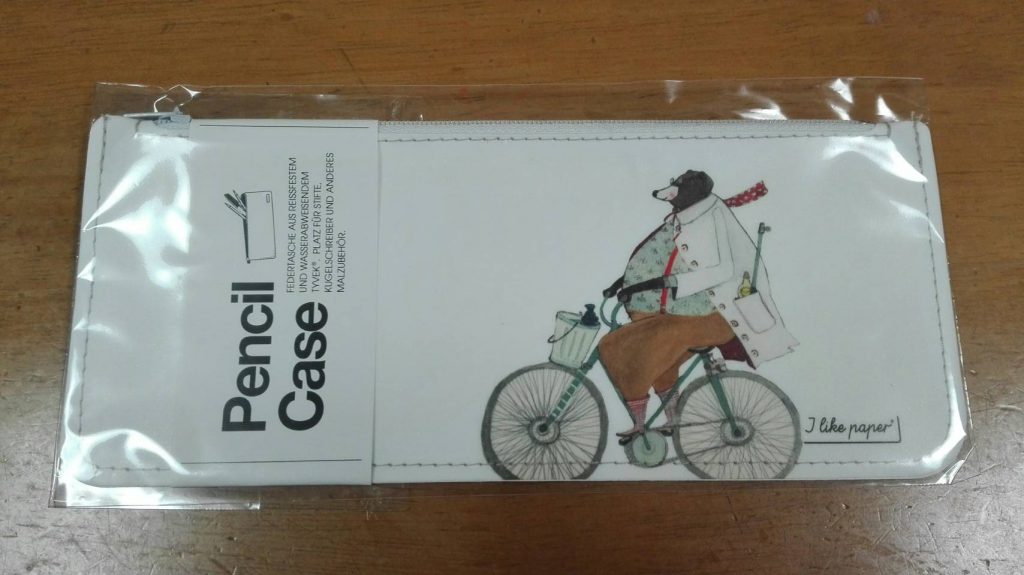 Pencil
Case
FEDERTASCHE AUS REISSFESTEM
UND WASSERABWEISENDEM
TYVEK®. PLATZ FÜR STIFTE,
KUGELSCHREIBER UND ANDERES
MALZUBEHÖR.
I like paper®